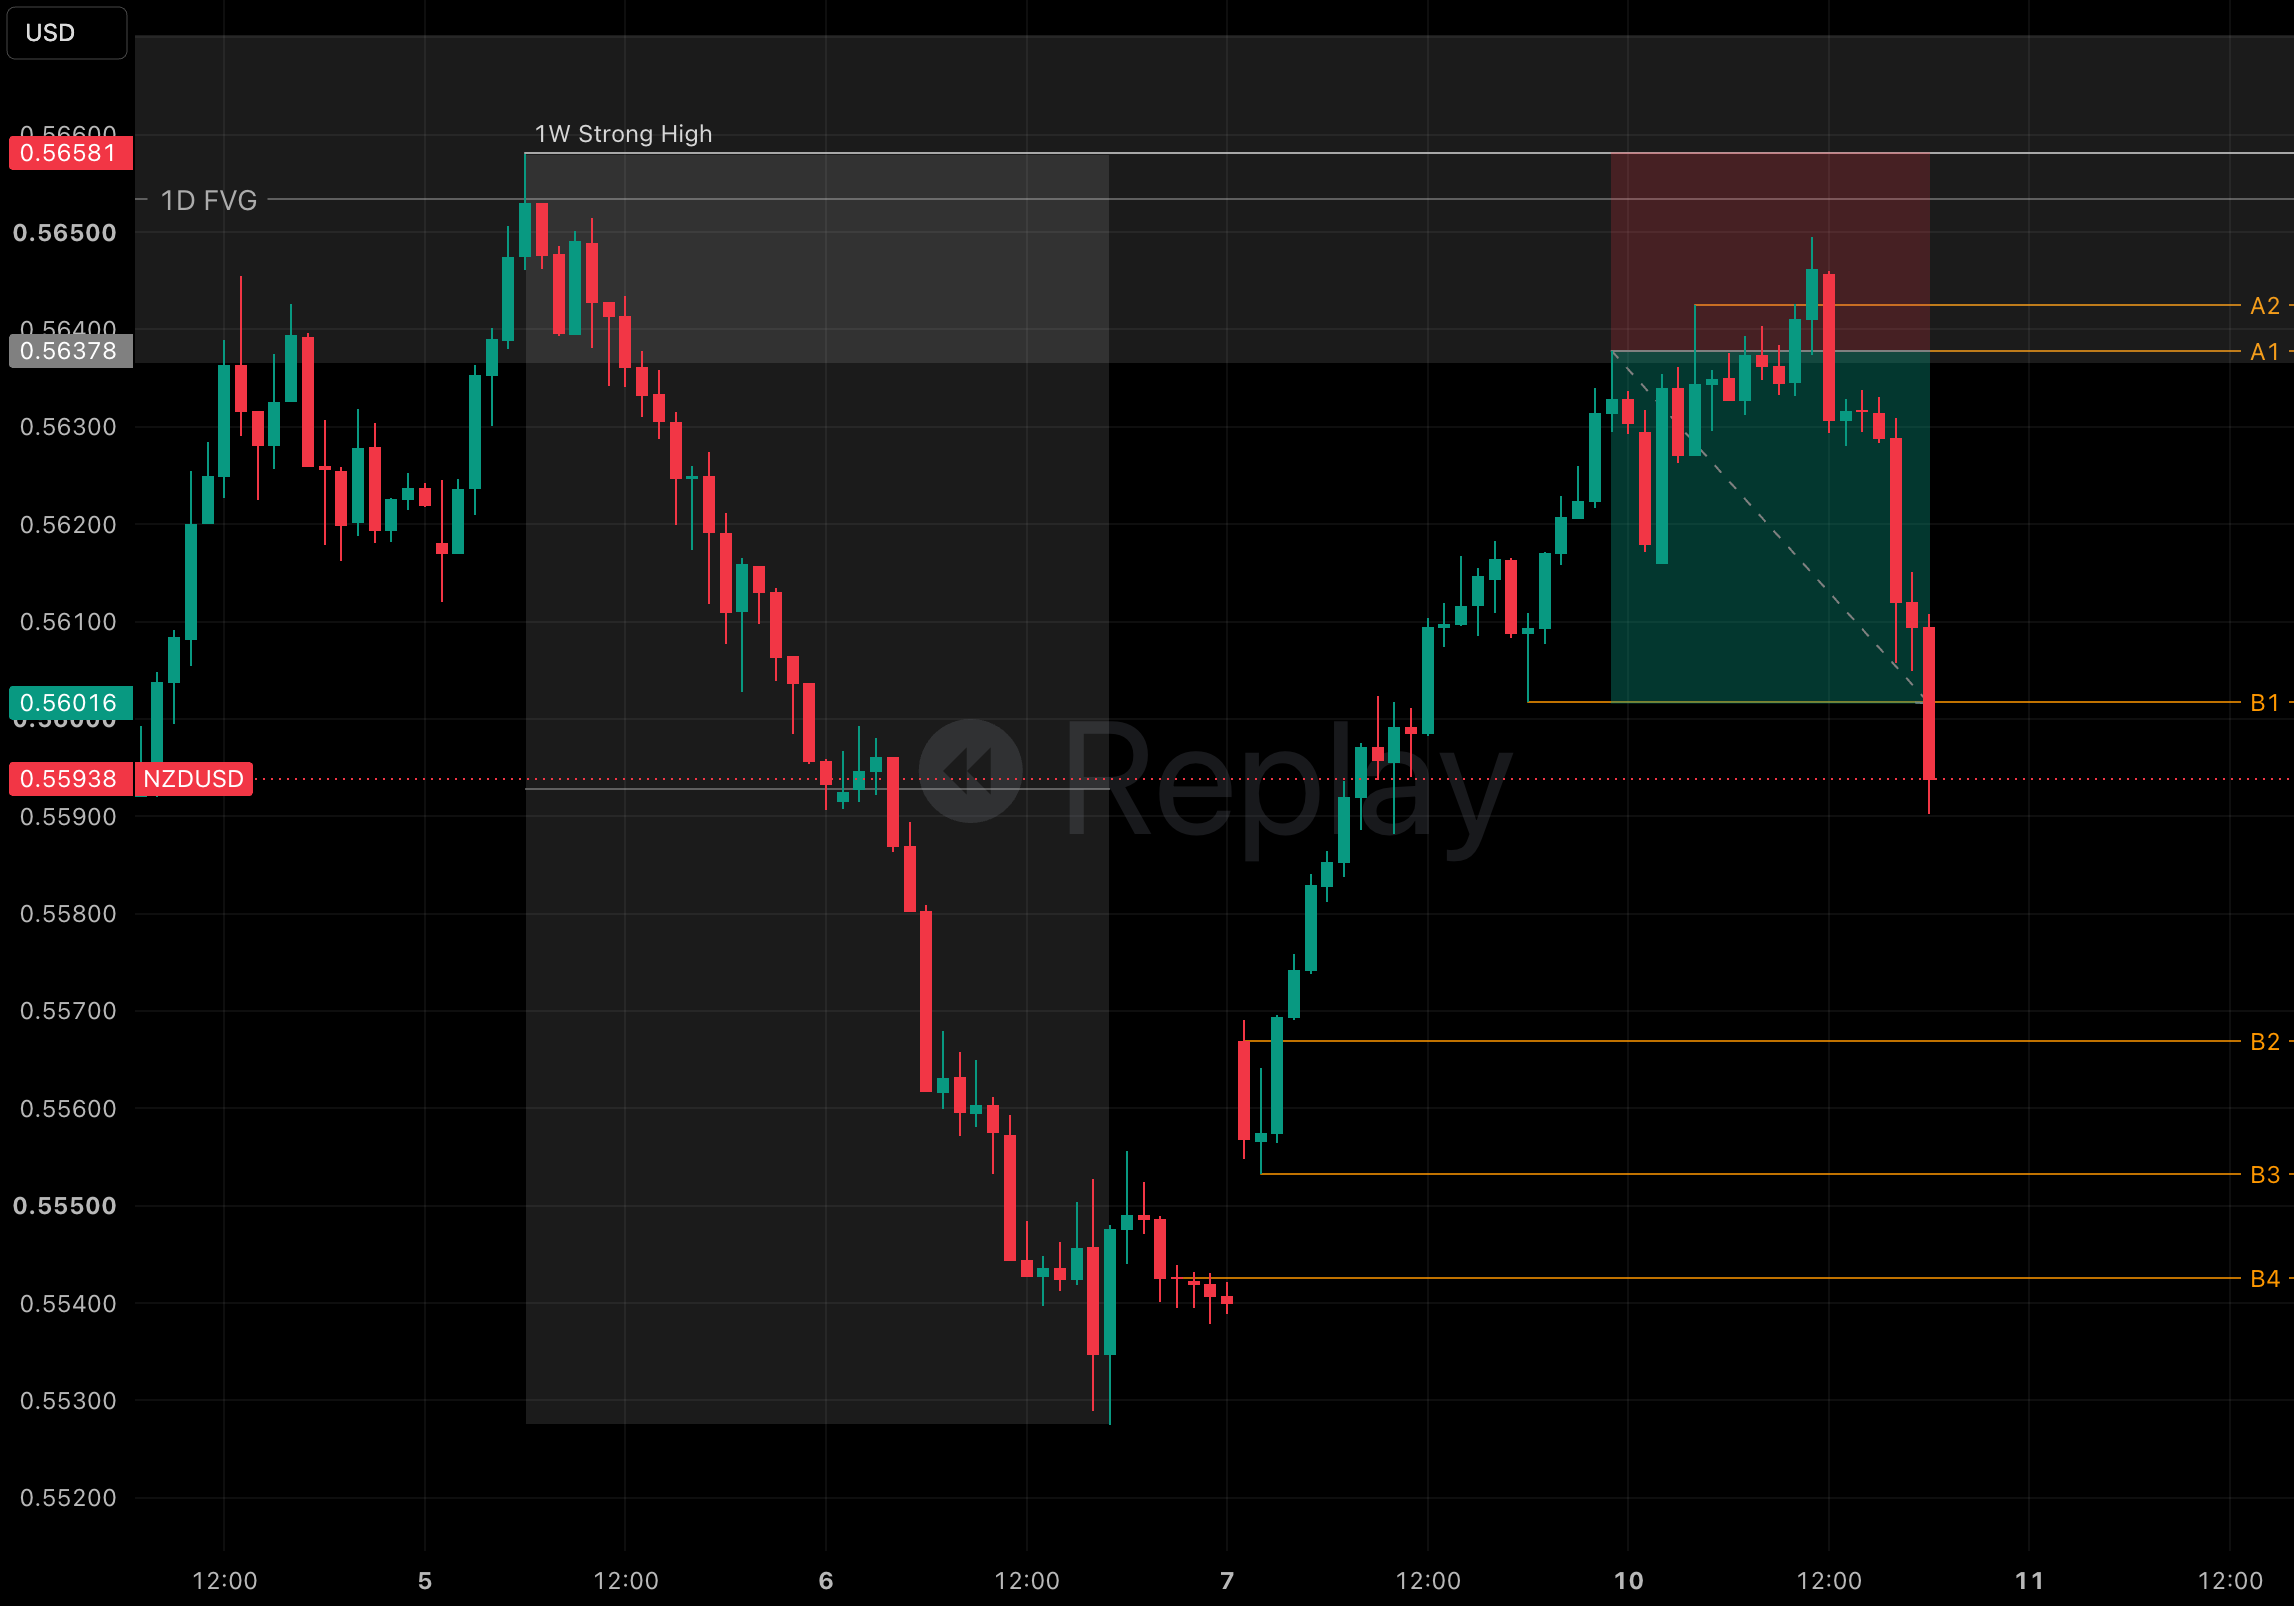 USD
0.56600
0.56581
1W Strong High
1D FVG
0.56500
A2
0.56400
0.56378
A1
0.56300
0.56200
0.56100
0.56016
B1
0.56000
Replay
0.55938 NZDUSD
0.55900
0.55800
0.55700
B2
0.55600
B3
0.55500
B4
0.55400
0.55300
0.55200
12:00 5 12:00 6 12:00 7 12:00 10 12:00 11 12:00